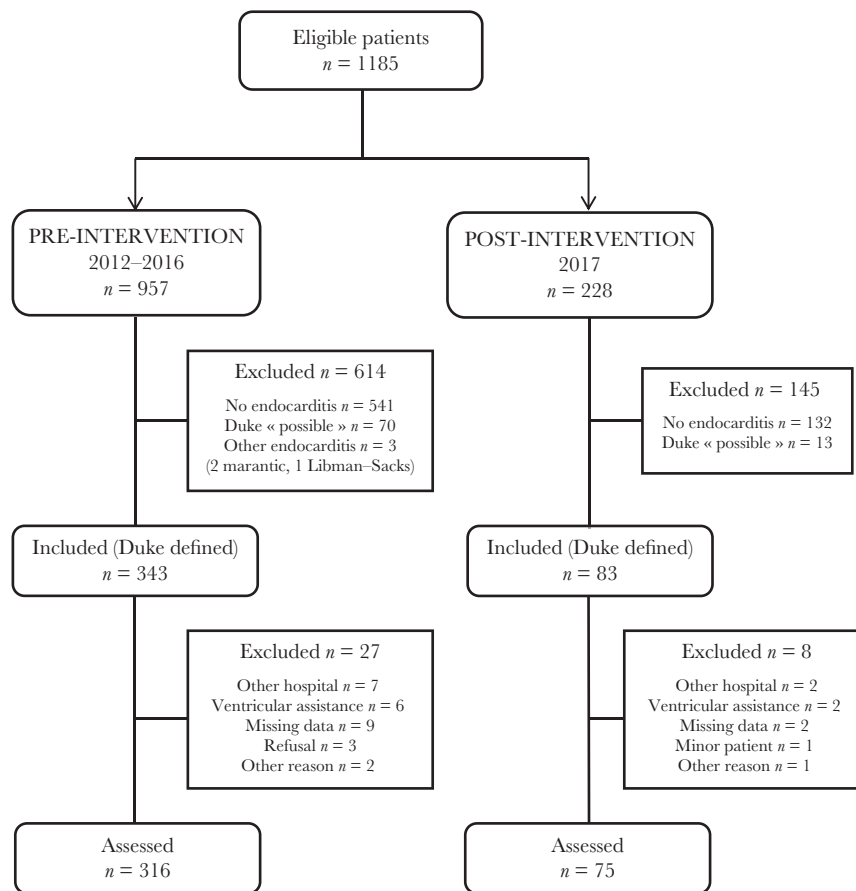 Eligible patients
n = 1185
PRE-INTERVENTION
2012–2016
n = 957
POST-INTERVENTION
2017
n = 228
Excluded n = 614
No endocarditis n = 541
Duke « possible » n = 70
Other endocarditis n = 3
(2 marantic, 1 Libman–Sacks)
Excluded n = 145
No endocarditis n = 132
Duke « possible » n = 13
Included (Duke defined)
n = 343
Included (Duke defined)
n = 83
Excluded n = 27
Other hospital n = 7
Ventricular assistance n = 6
Missing data n = 9
Refusal n = 3
Other reason n = 2
Excluded n = 8
Other hospital n = 2
Ventricular assistance n = 2
Missing data n = 2
Minor patient n = 1
Other reason n = 1
Assessed
n = 316
Assessed
n = 75